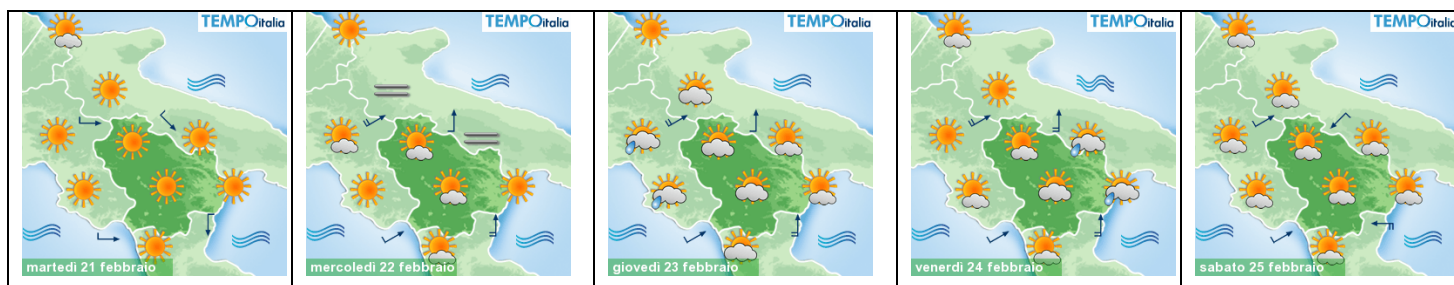 TEMPOitalia
TEMPOitalia
TEMPOitalia
TEMPOitalia
TEMPOitalia
martedì 21 febbraio
mercoledì 22 febbraio
giovedì 23 febbraio
venerdì 24 febbraio
sabato 25 febbraio